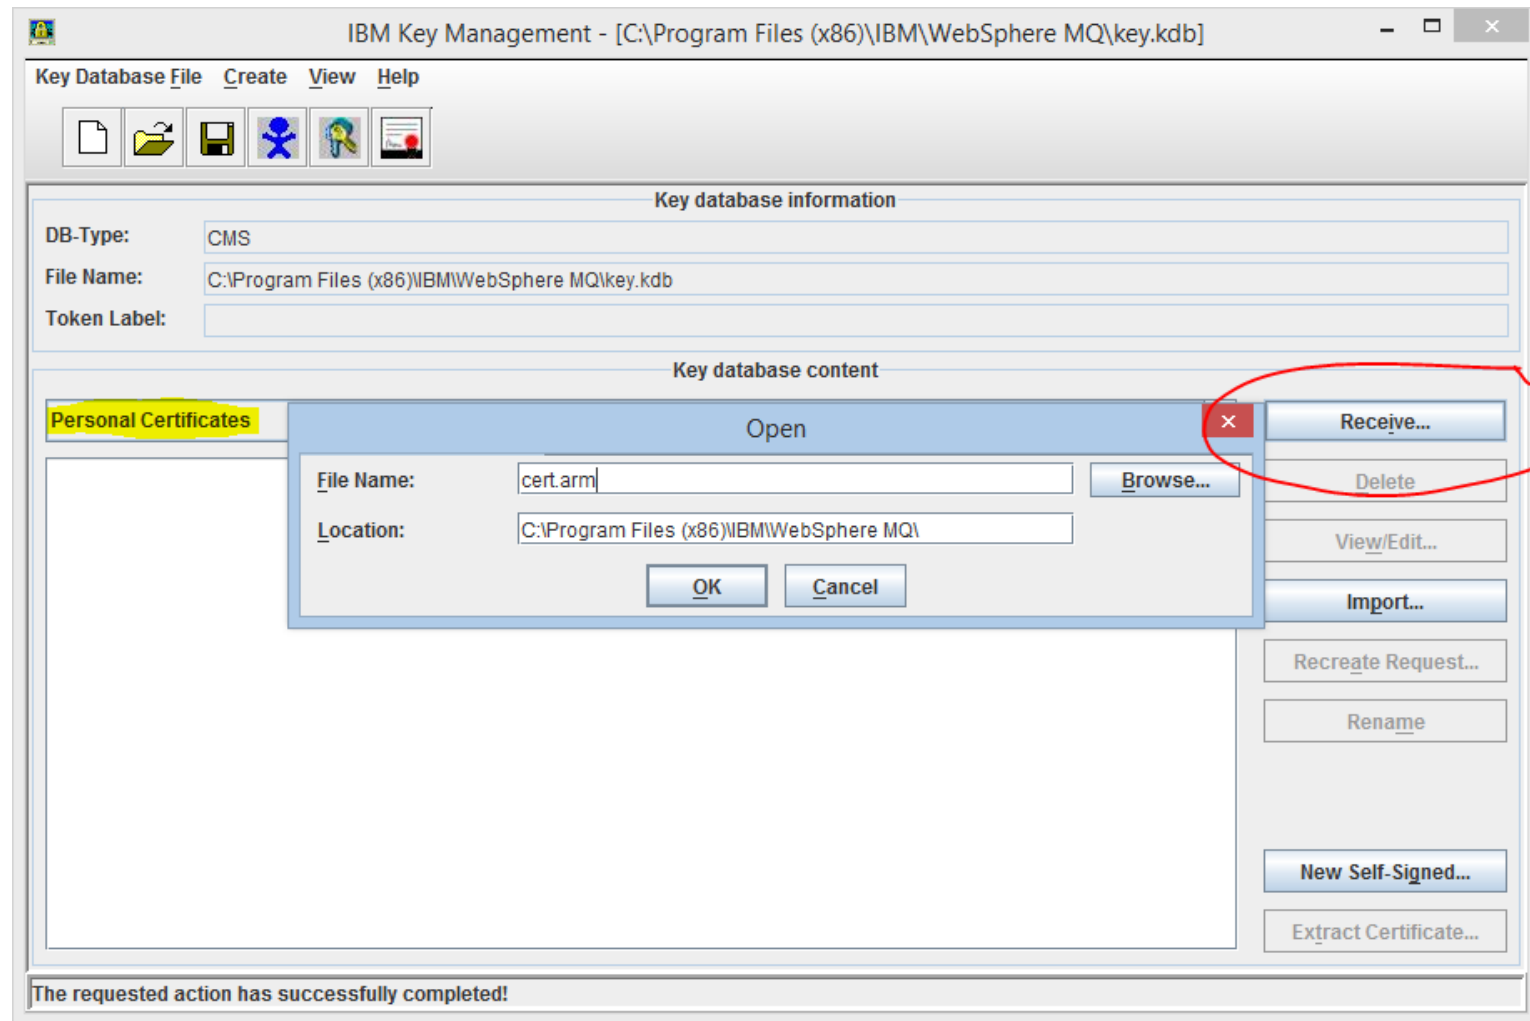 IBM Key Management - [C:\Program Files (x86)\IBM\WebSphere MQ\key.kdb]
Key Database File Create View Help
Key database information
DB-Type: CMS
File Name: C:\Program Files (x86)\IBM\WebSphere MQ\key.kdb
Token Label:
Key database content
Personal Certificates
Open
File Name: cert.arm Browse...
Location: C:\Program Files (x86)\IBM\WebSphere MQ\
OK Cancel
Receive...
Delete
View/Edit...
Import...
Recreate Request...
Rename
New Self-Signed...
Extract Certificate...
The requested action has successfully completed!